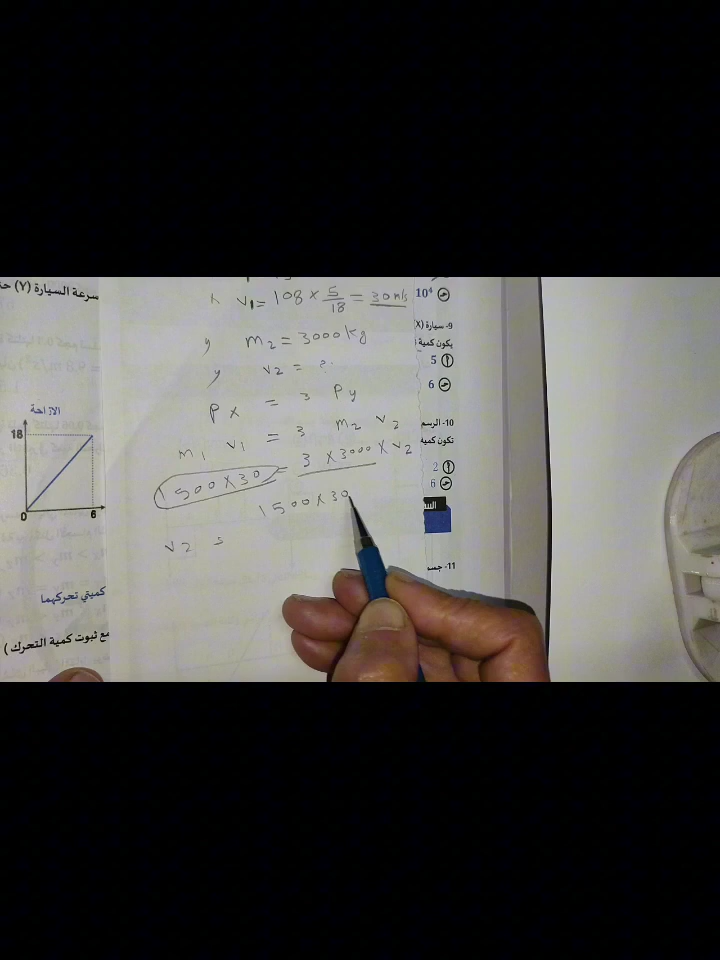 سرعة السيارة (٧)
V₁ = 108 × 5/18 = 30 m/s
10⁴
9- سيارة (X)
y m₂ = 3000 kg
يكون كمية
y v₂ = ?
5
6
Px = 3 Py
الازاحة
18
0
6
m₁ v₁ = 3 m₂ v₂
10- الرسم
تكون كمية
1500 × 30 = 3 × 3000 × v₂
2
6
v₂ = 1500 × 30
11-
كميتي تحركهما
مع ثبوت كمية التحرك )